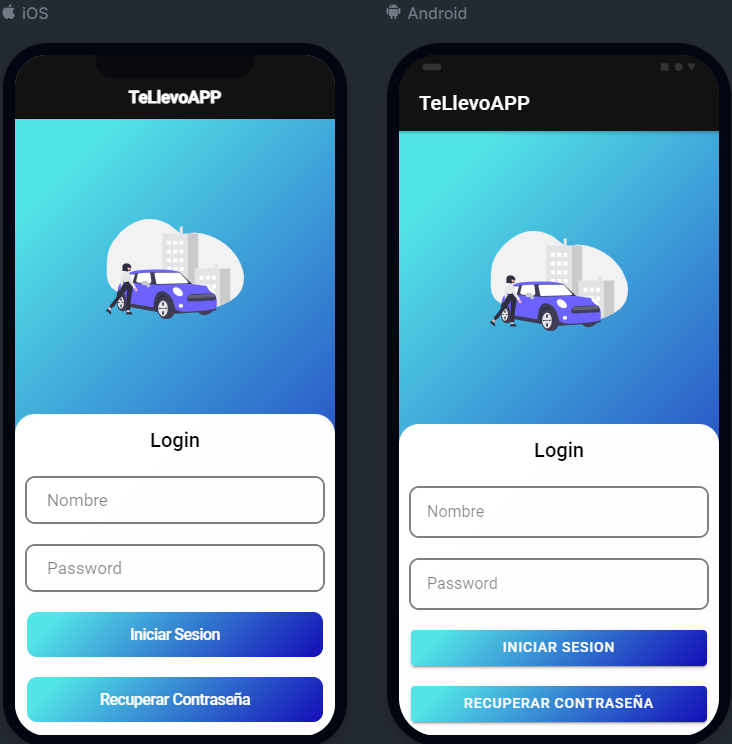 iOS
TeLlevoAPP
Login
Nombre
Password
Iniciar Sesion
Recuperar Contraseña
Android
TeLlevoAPP
Login
Nombre
Password
INICIAR SESION
RECUPERAR CONTRASEÑA